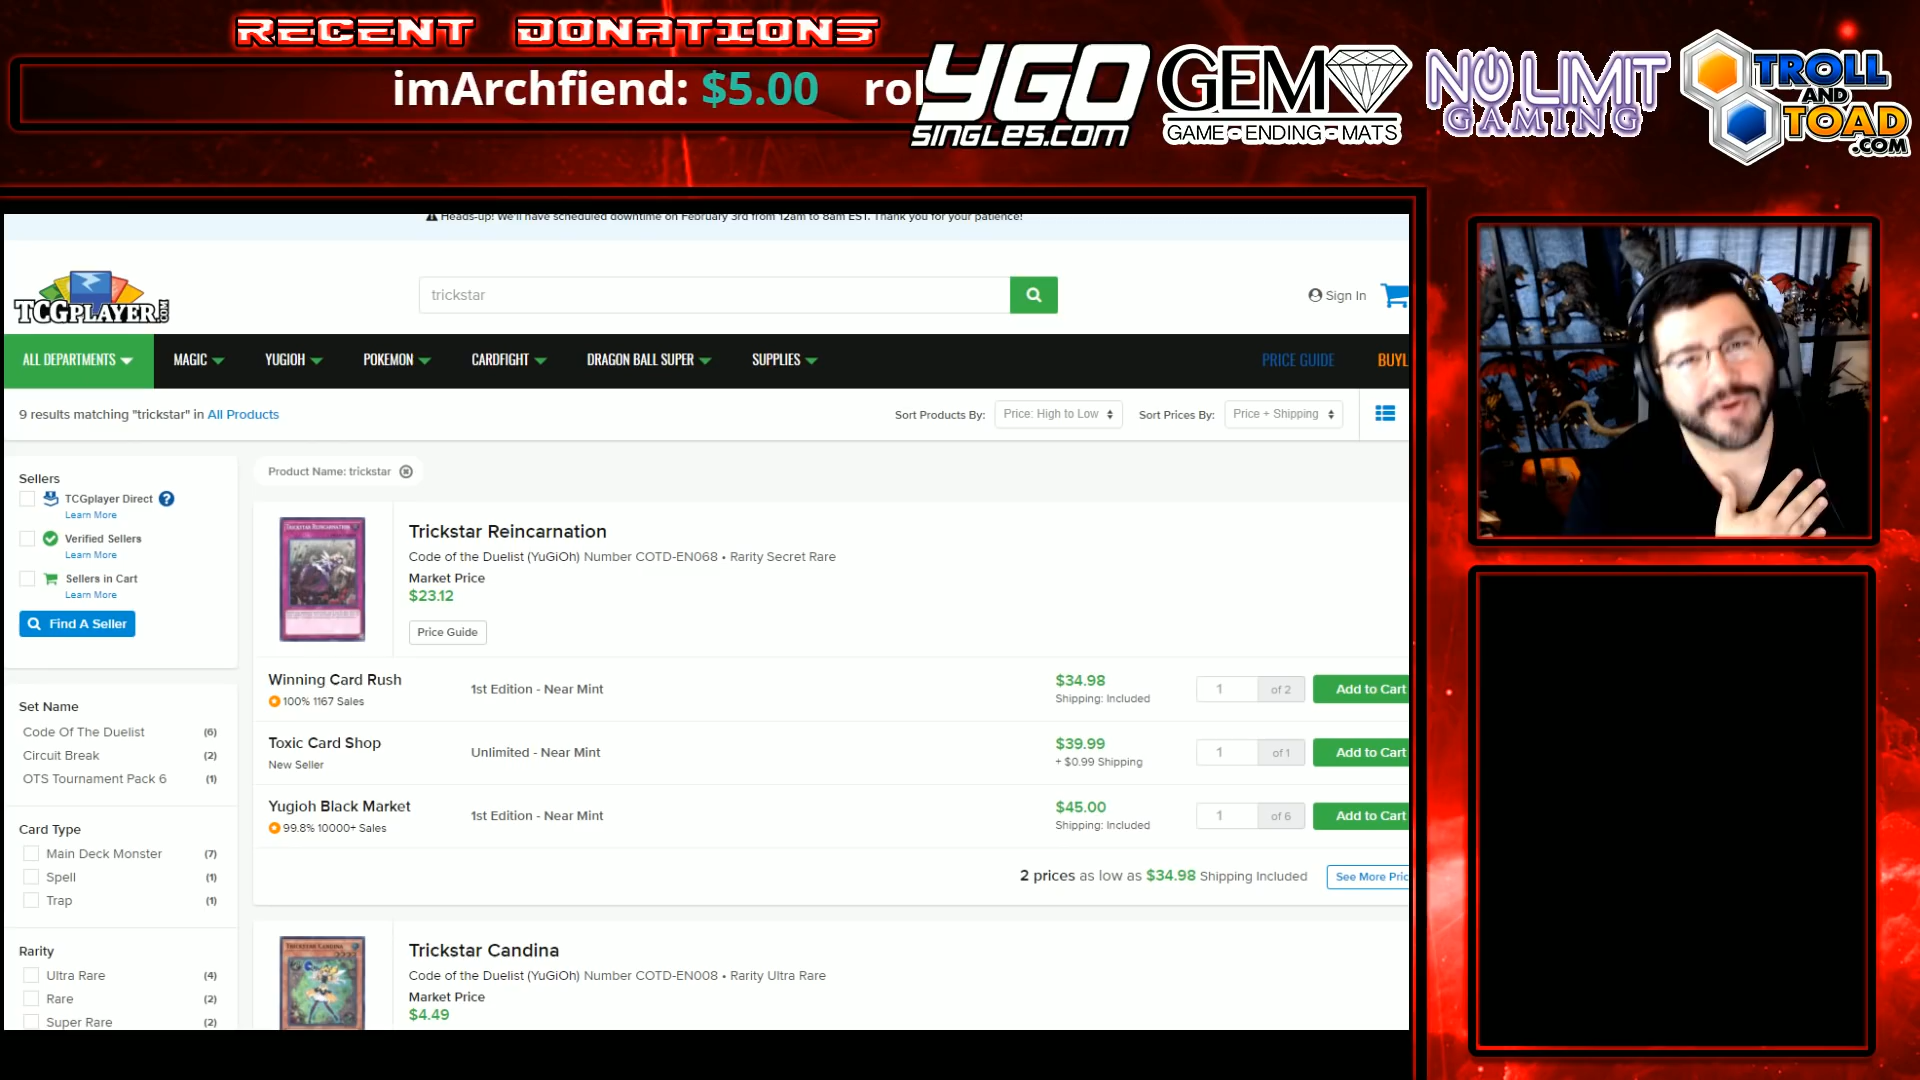 RECENT DONATIONS
imArchfiend: $5.00 rol
YGO
SINGLES.COM
GEM
GAME-ENDING-MATS
NO LIMIT
GAMING
TROLL
AND
TOAD
.COM
Heads-up! We'll have scheduled downtime on February 3rd from 12am to 8am EST. Thank you for your patience!
TCGPLAYER.COM
trickstar
Sign In
ALL DEPARTMENTS
MAGIC
YUGIOH
POKEMON
CARDFIGHT
DRAGON BALL SUPER
SUPPLIES
PRICE GUIDE
BUYL
9 results matching "trickstar" in All Products
Sort Products By: Price: High to Low
Sort Prices By: Price + Shipping
Sellers
TCGplayer Direct ?
Learn More
Verified Sellers
Learn More
Sellers in Cart
Learn More
Find A Seller
Set Name
Code Of The Duelist (6)
Circuit Break (2)
OTS Tournament Pack 6 (1)
Card Type
Main Deck Monster (7)
Spell (1)
Trap (1)
Rarity
Ultra Rare (4)
Rare (2)
Super Rare (2)
Product Name: trickstar
TRICKSTAR REINCARNATION
Trickstar Reincarnation
Code of the Duelist (YuGiOh) Number COTD-EN068 • Rarity Secret Rare
Market Price
$23.12
Price Guide
Winning Card Rush
100% 1167 Sales
1st Edition - Near Mint
$34.98
Shipping: Included
1 of 2
Add to Cart
Toxic Card Shop
New Seller
Unlimited - Near Mint
$39.99
+ $0.99 Shipping
1 of 1
Add to Cart
Yugioh Black Market
99.8% 10000+ Sales
1st Edition - Near Mint
$45.00
Shipping: Included
1 of 6
Add to Cart
2 prices as low as $34.98 Shipping Included
See More Pric
TRICKSTAR CANDINA
Trickstar Candina
Code of the Duelist (YuGiOh) Number COTD-EN008 • Rarity Ultra Rare
Market Price
$4.49